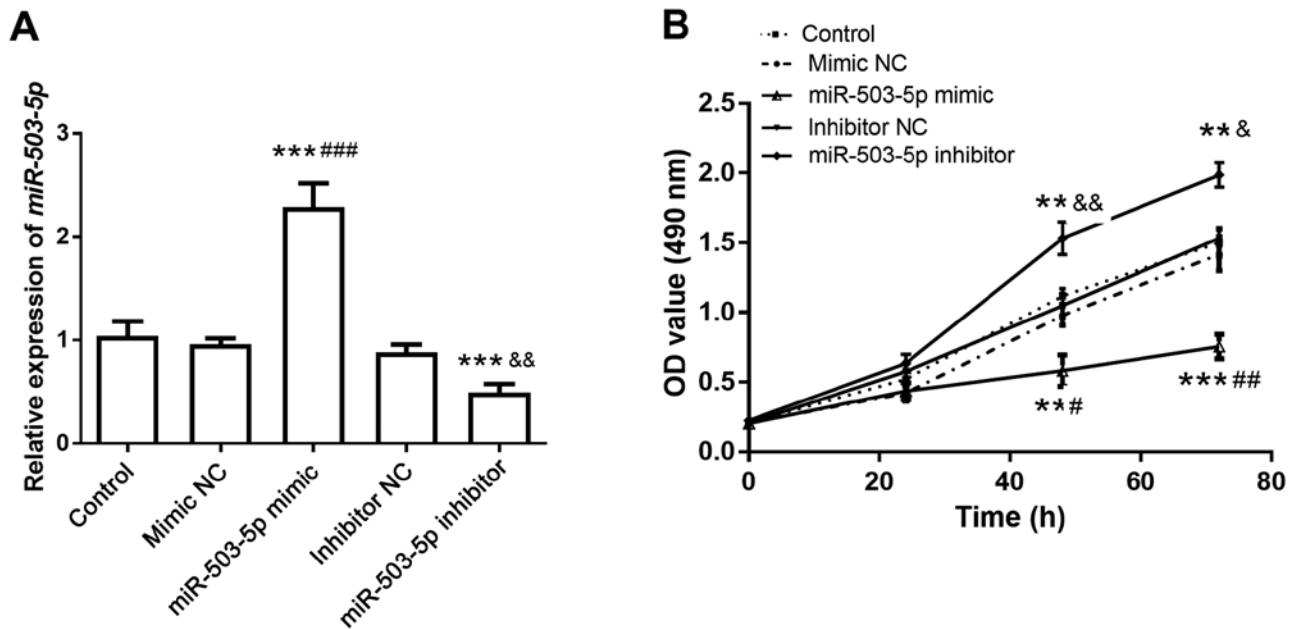 A
Relative expression of miR-503-5p
3
2
1
0
***###
***&&
Control
Mimic NC
miR-503-5p mimic
Inhibitor NC
miR-503-5p inhibitor
B
Control
Mimic NC
miR-503-5p mimic
Inhibitor NC
miR-503-5p inhibitor
OD value (490 nm)
2.5
2.0
1.5
1.0
0.5
0.0
**&
**&&
**#
***##
0 20 40 60 80
Time (h)